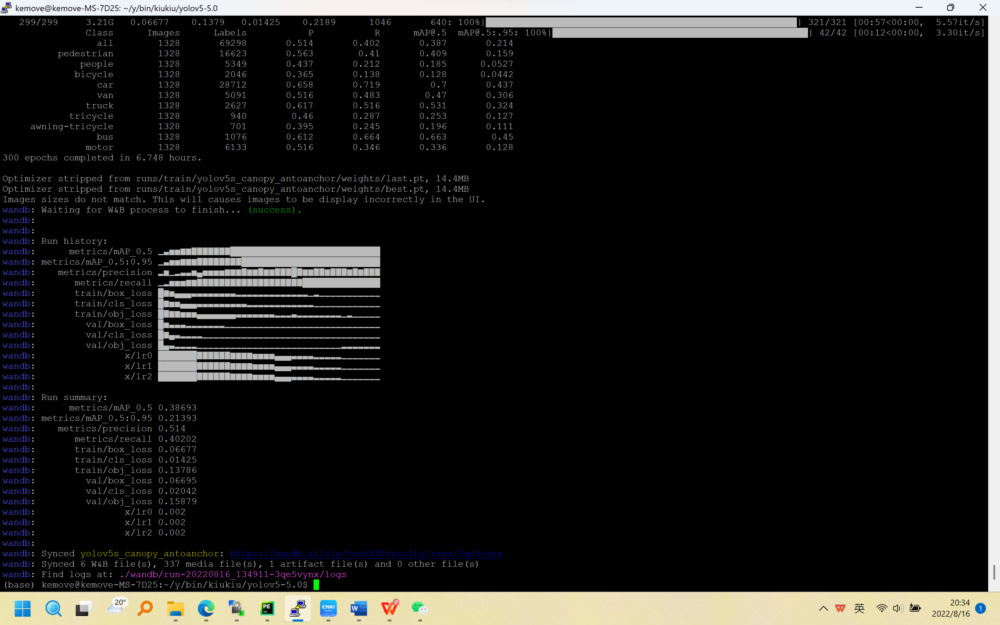 kemove@kemove-MS-7D25: ~/y/bin/kiukiu/yolov5-5.0
299/299 3.21G 0.06677 0.1379 0.01425 0.2189 1046 640: 100%| | 321/321 [00:57<00:00, 5.57it/s]
Class Images Labels P R mAP@.5 mAP@.5:.95: 100%| | 42/42 [00:12<00:00, 3.30it/s]
all 1328 69298 0.514 0.402 0.387 0.214
pedestrian 1328 16623 0.563 0.41 0.409 0.159
people 1328 5349 0.437 0.212 0.185 0.0527
bicycle 1328 2046 0.365 0.138 0.128 0.0442
car 1328 28712 0.658 0.719 0.7 0.437
van 1328 5091 0.516 0.483 0.47 0.306
truck 1328 2627 0.617 0.516 0.531 0.324
tricycle 1328 940 0.46 0.287 0.253 0.127
awning-tricycle 1328 701 0.395 0.245 0.196 0.111
bus 1328 1076 0.612 0.664 0.663 0.45
motor 1328 6133 0.516 0.346 0.336 0.128
300 epochs completed in 6.748 hours.
Optimizer stripped from runs/train/yolov5s_canopy_antoanchor/weights/last.pt, 14.4MB
Optimizer stripped from runs/train/yolov5s_canopy_antoanchor/weights/best.pt, 14.4MB
Images sizes do not match. This will causes images to be display incorrectly in the UI.
wandb: Waiting for W&B process to finish... (success).
wandb:
wandb:
wandb: Run history:
wandb: metrics/mAP_0.5
wandb: metrics/mAP_0.5:0.95
wandb: metrics/precision
wandb: metrics/recall
wandb: train/box_loss
wandb: train/cls_loss
wandb: train/obj_loss
wandb: val/box_loss
wandb: val/cls_loss
wandb: val/obj_loss
wandb: x/lr0
wandb: x/lr1
wandb: x/lr2
wandb:
wandb: Run summary:
wandb: metrics/mAP_0.5 0.38693
wandb: metrics/mAP_0.5:0.95 0.21393
wandb: metrics/precision 0.514
wandb: metrics/recall 0.40202
wandb: train/box_loss 0.06677
wandb: train/cls_loss 0.01425
wandb: train/obj_loss 0.13786
wandb: val/box_loss 0.06695
wandb: val/cls_loss 0.02042
wandb: val/obj_loss 0.15879
wandb: x/lr0 0.002
wandb: x/lr1 0.002
wandb: x/lr2 0.002
wandb:
wandb: Synced yolov5s_canopy_antoanchor: https://wandb.ai/zlw/test%20results/runs/3qe5vynx
wandb: Synced 6 W&B file(s), 337 media file(s), 1 artifact file(s) and 0 other file(s)
wandb: Find logs at: ./wandb/run-20220816_134911-3qe5vynx/logs
(base) kemove@kemove-MS-7D25:~/y/bin/kiukiu/yolov5-5.0$
20°
PE
CNKI
EXPRESS
W
英
20:34
2022/8/16
1